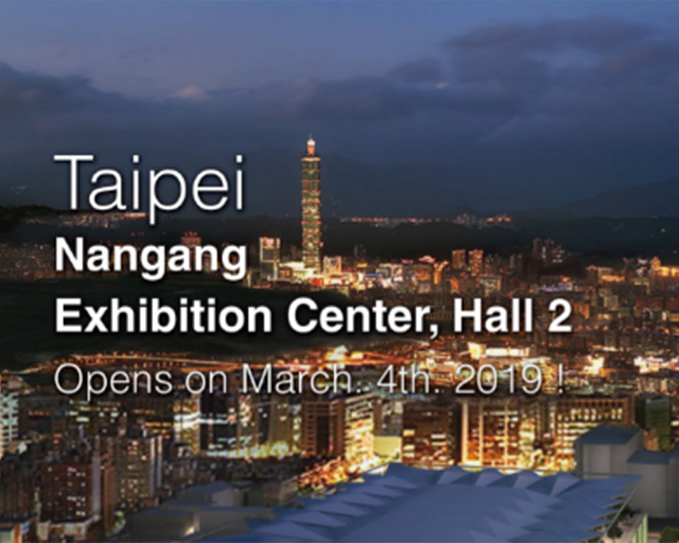 Taipei
Nangang
Exhibition Center, Hall 2
Opens on March. 4th. 2019 !